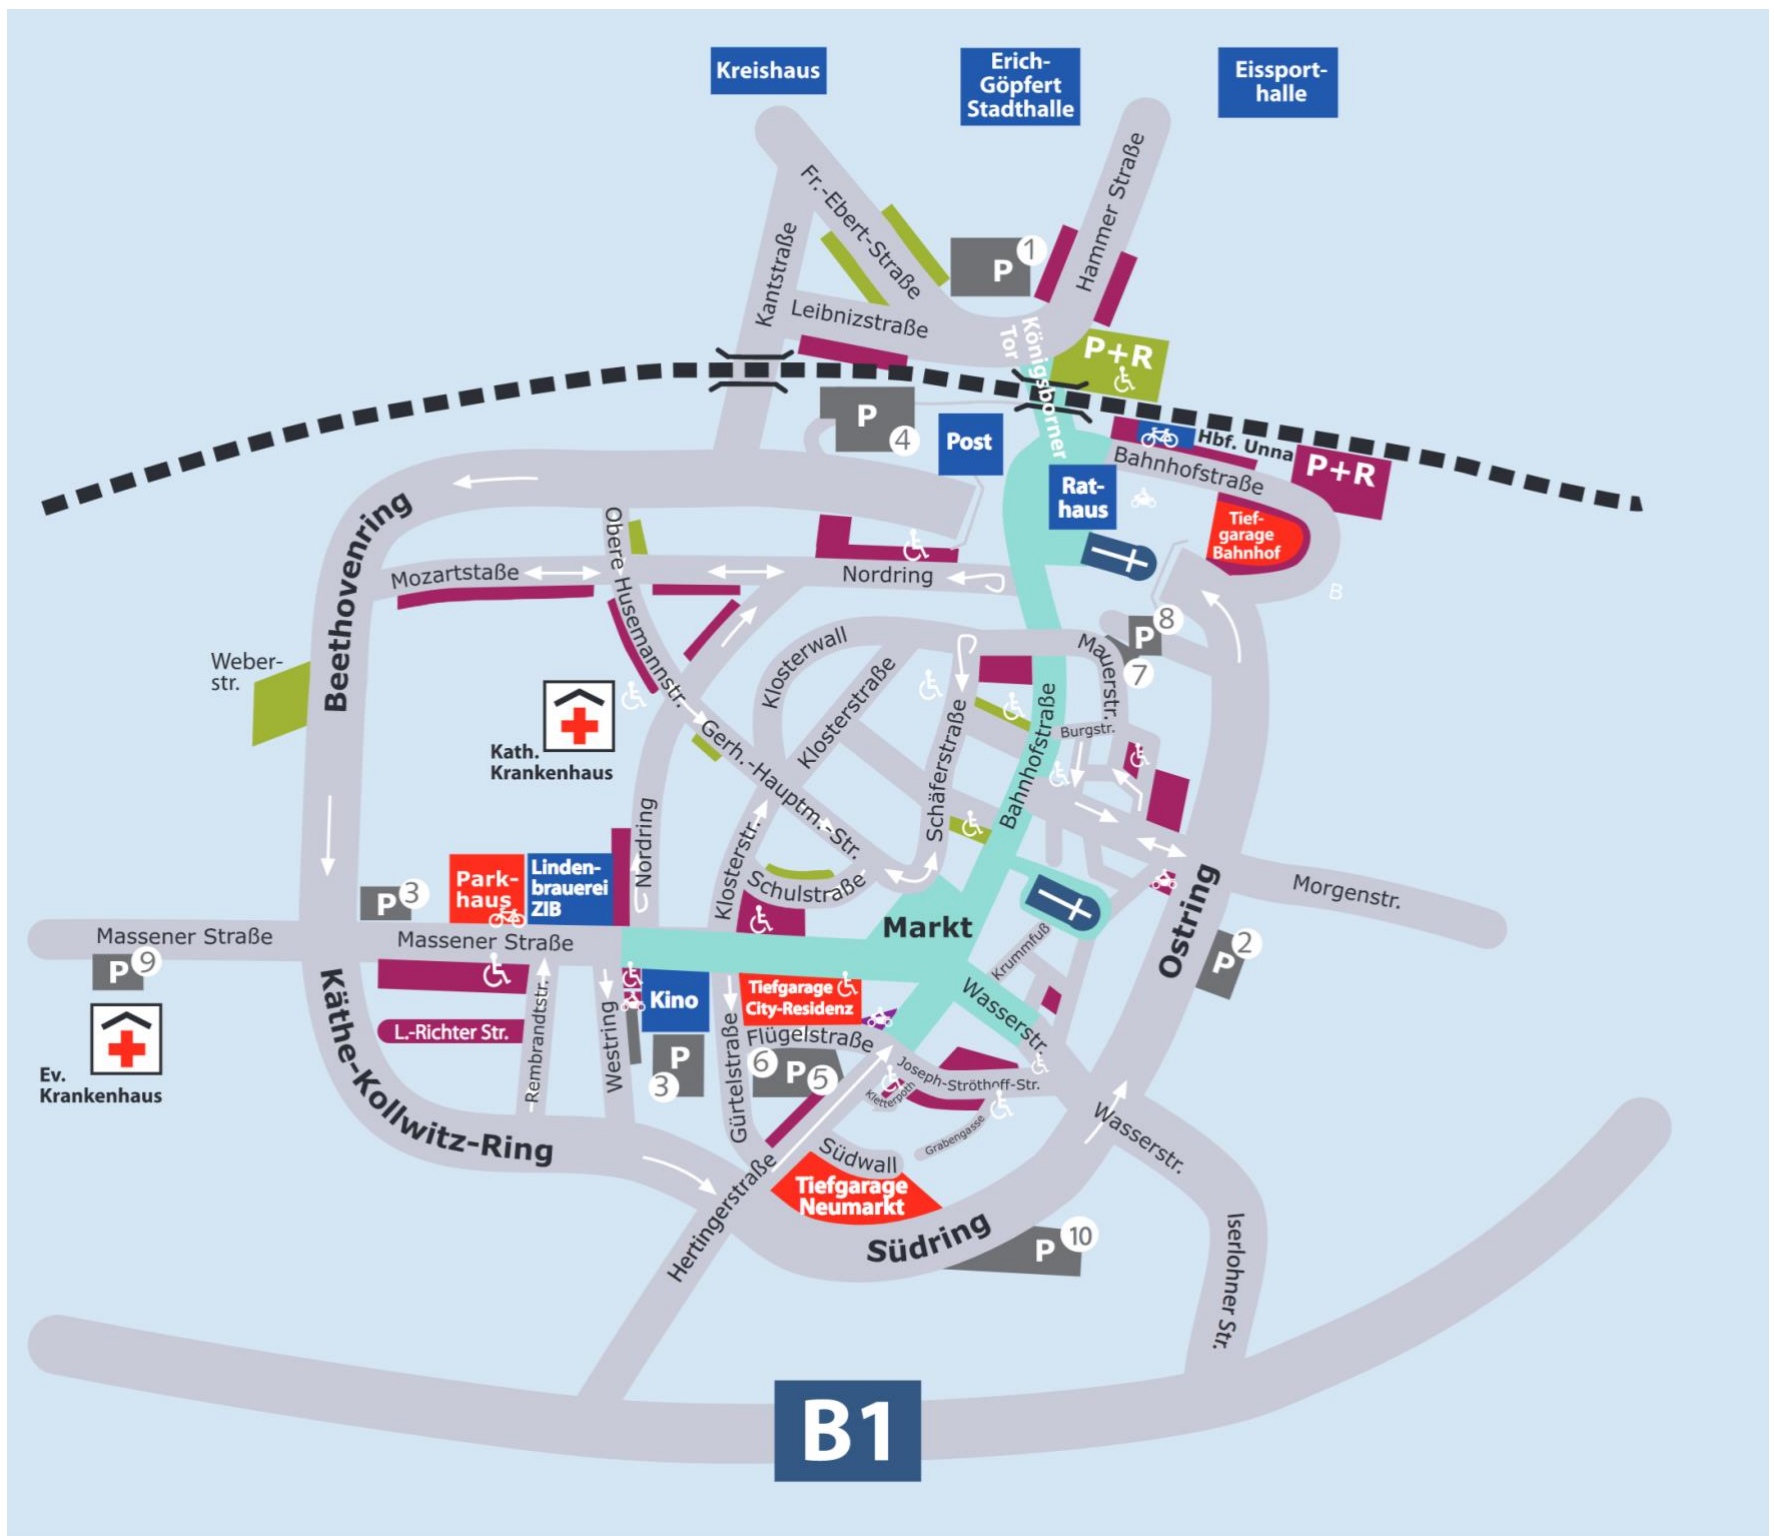 Kreishaus
Erich-
Göpfert
Stadthalle
Eissport-
halle
Fr.-Ebert-Straße
Hammer Straße
Kantstraße
P
1
Leibnizstraße
Königsborner
Tor
P+R
P
4
Post
Hbf. Unna
P+R
Bahnhofstraße
Rat-
haus
Tief-
garage
Bahnhof
Beethovenring
Obere Husemannstr.
Mozartstaße
Nordring
B
P
8
7
Weber-
str.
Klosterwall
Mauerstr.
Klosterstraße
Kath.
Krankenhaus
Gerh.-Hauptm.-Str.
Schäferstraße
Bahnhofstraße
Burgstr.
Nordring
Klosterstr.
Schulstraße
P
3
Park-
haus
Linden-
brauerei
ZIB
Markt
Ostring
Morgenstr.
Massener Straße
Massener Straße
P
9
Krummfuß
P
2
Ev.
Krankenhaus
L.-Richter Str.
Rembrandtstr.
Westring
Kino
P
3
Gürtelstraße
Tiefgarage
City-Residenz
Flügelstraße
6
P
5
Wasserstr.
Joseph-Ströthoff-Str.
Kletterpoth
Grabengasse
Käthe-Kollwitz-Ring
Südwall
Tiefgarage
Neumarkt
Hertingerstraße
Südring
P
10
Wasserstr.
Iserlohner Str.
B1